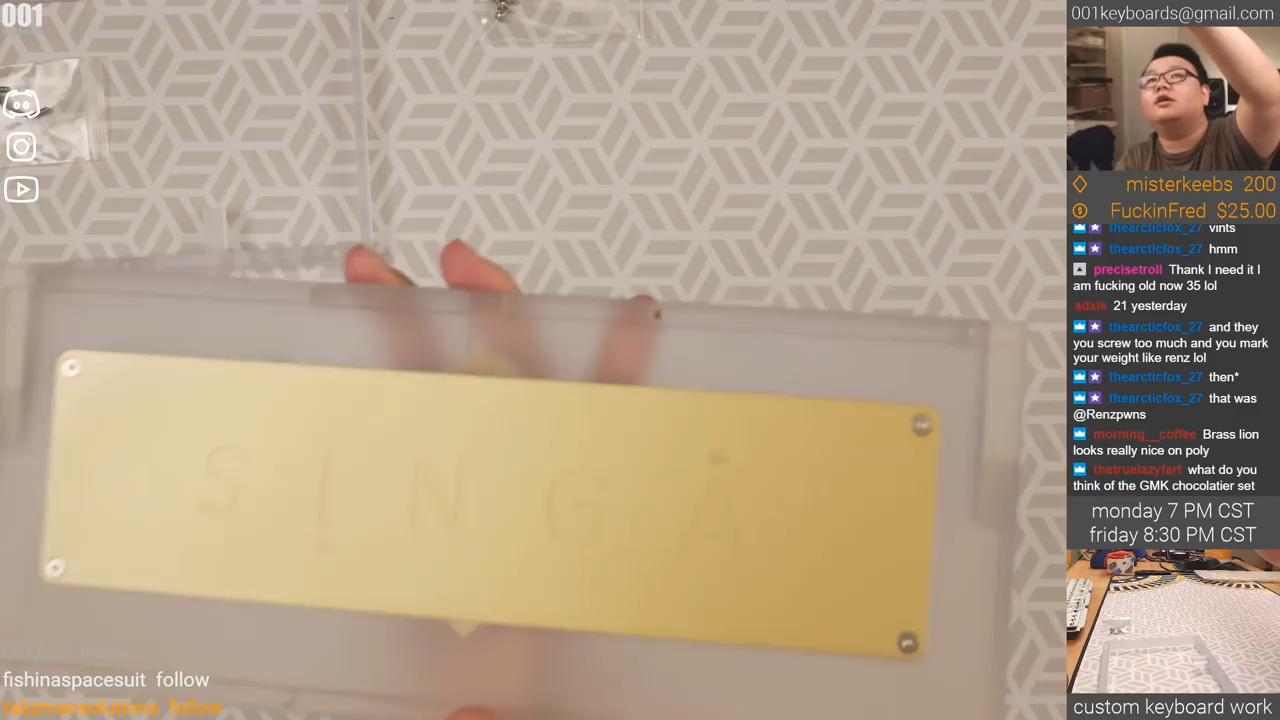 001
001keyboards@gmail.com
misterkeebs 200
FuckinFred $25.00
thearcticfox_27 vints
thearcticfox_27 hmm
precisetroll Thank I need it I
am fucking old now 35 lol
adxik 21 yesterday
thearcticfox_27 and they
you screw too much and you mark
your weight like renz lol
thearcticfox_27 then*
thearcticfox_27 that was
@Renzpwns
morning__coffee Brass lion
looks really nice on poly
thetruelazyfart what do you
think of the GMK chocolatier set
monday 7 PM CST
friday 8:30 PM CST
SINGA
fishinaspacesuit follow
talizmansolutions follow
custom keyboard work